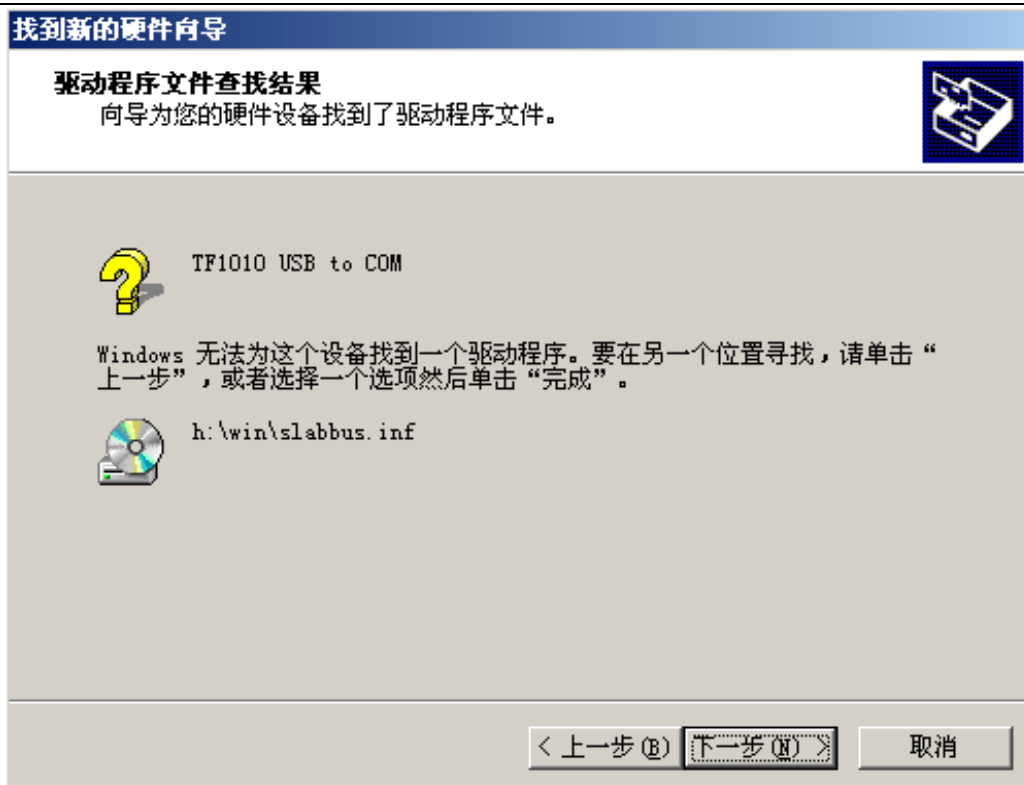 找到新的硬件向导
驱动程序文件查找结果
向导为您的硬件设备找到了驱动程序文件。
TF1010 USB to COM
Windows 无法为这个设备找到一个驱动程序。要在另一个位置寻找，请单击“
上一步”，或者选择一个选项然后单击“完成”。
h:\win\slabbus.inf
< 上一步(B) 下一步(N) > 取消